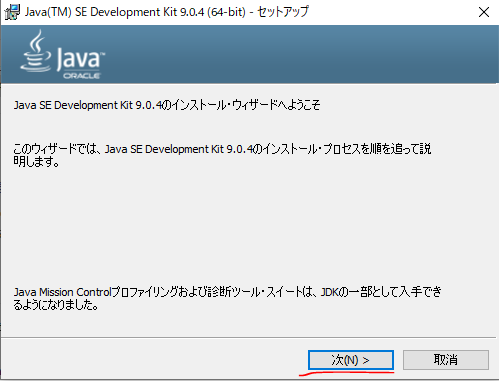 Java(TM) SE Development Kit 9.0.4 (64-bit) - セットアップ
Java™
ORACLE
Java SE Development Kit 9.0.4のインストール・ウィザードへようこそ
このウィザードでは、Java SE Development Kit 9.0.4のインストール・プロセスを順を追って説
明します。
Java Mission Controlプロファイリングおよび診断ツール・スイートは、JDKの一部として入手でき
るようになりました。
次(N) >
取消